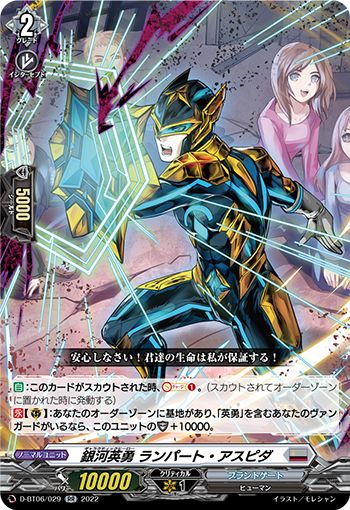 2
グレード
インターセプト
5000
シールド
安心しなさい！君達の生命は私が保証する！
自:このカードがスカウトされた時、【チャージ(1)】。(スカウトされてオーダーゾーン
に置かれた時に発動する)
永【(R)】:あなたのオーダーゾーンに墓地があり、「英勇」を含むあなたのヴァン
ガードがいるなら、このユニットの+10000。
ノーマルユニット
銀河英勇 ランパート・アスピダ
パワー 10000
クリティカル
1
ブラントゲート
ヒューマン
D-BT06/029 RR 2022
イラスト/モレシャン